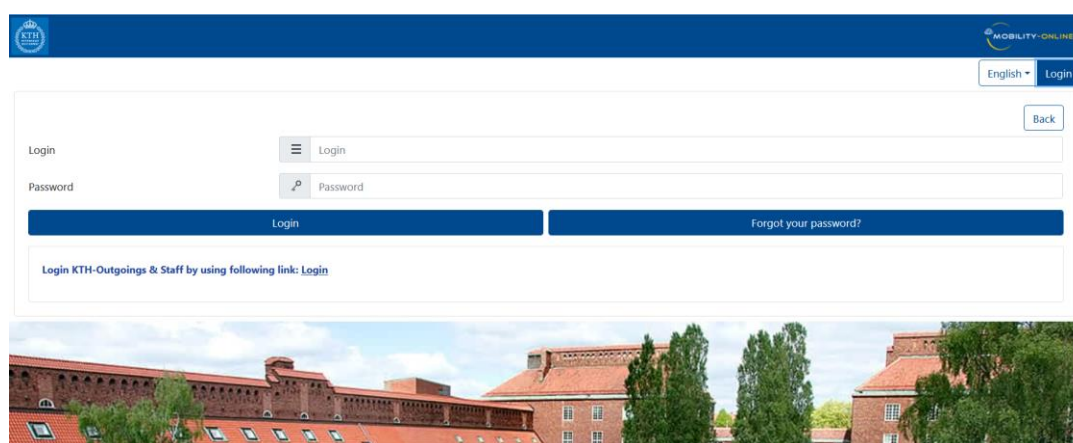 KTH
MOBILITY-ONLINE
English Login
Back
Login Login
Password Password
Login Forgot your password?
Login KTH-Outgoings & Staff by using following link: Login